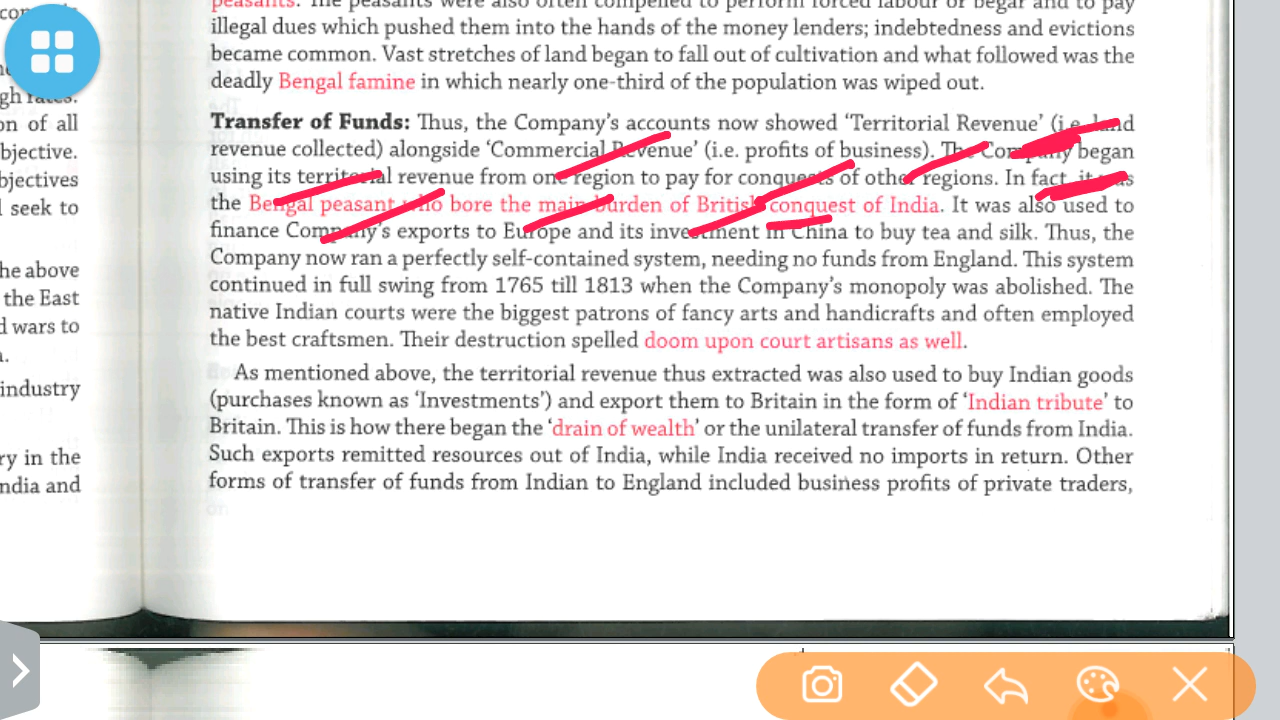 peasants. The peasants were also often compelled to perform forced labour or begar and to pay
illegal dues which pushed them into the hands of the money lenders; indebtedness and evictions
became common. Vast stretches of land began to fall out of cultivation and what followed was the
deadly Bengal famine in which nearly one-third of the population was wiped out.
Transfer of Funds: Thus, the Company's accounts now showed 'Territorial Revenue' (i.e. land
revenue collected) alongside 'Commercial Revenue' (i.e. profits of business). The Company began
using its territorial revenue from one region to pay for conquests of other regions. In fact, it was
the Bengal peasant who bore the main burden of British conquest of India. It was also used to
finance Company's exports to Europe and its investment in China to buy tea and silk. Thus, the
Company now ran a perfectly self-contained system, needing no funds from England. This system
continued in full swing from 1765 till 1813 when the Company's monopoly was abolished. The
native Indian courts were the biggest patrons of fancy arts and handicrafts and often employed
the best craftsmen. Their destruction spelled doom upon court artisans as well.
As mentioned above, the territorial revenue thus extracted was also used to buy Indian goods
(purchases known as 'Investments') and export them to Britain in the form of 'Indian tribute' to
Britain. This is how there began the 'drain of wealth' or the unilateral transfer of funds from India.
Such exports remitted resources out of India, while India received no imports in return. Other
forms of transfer of funds from Indian to England included business profits of private traders,
rates.
on of all
bjective.
bjectives
seek to
he above
the East
d wars to
industry
ry in the
ndia and